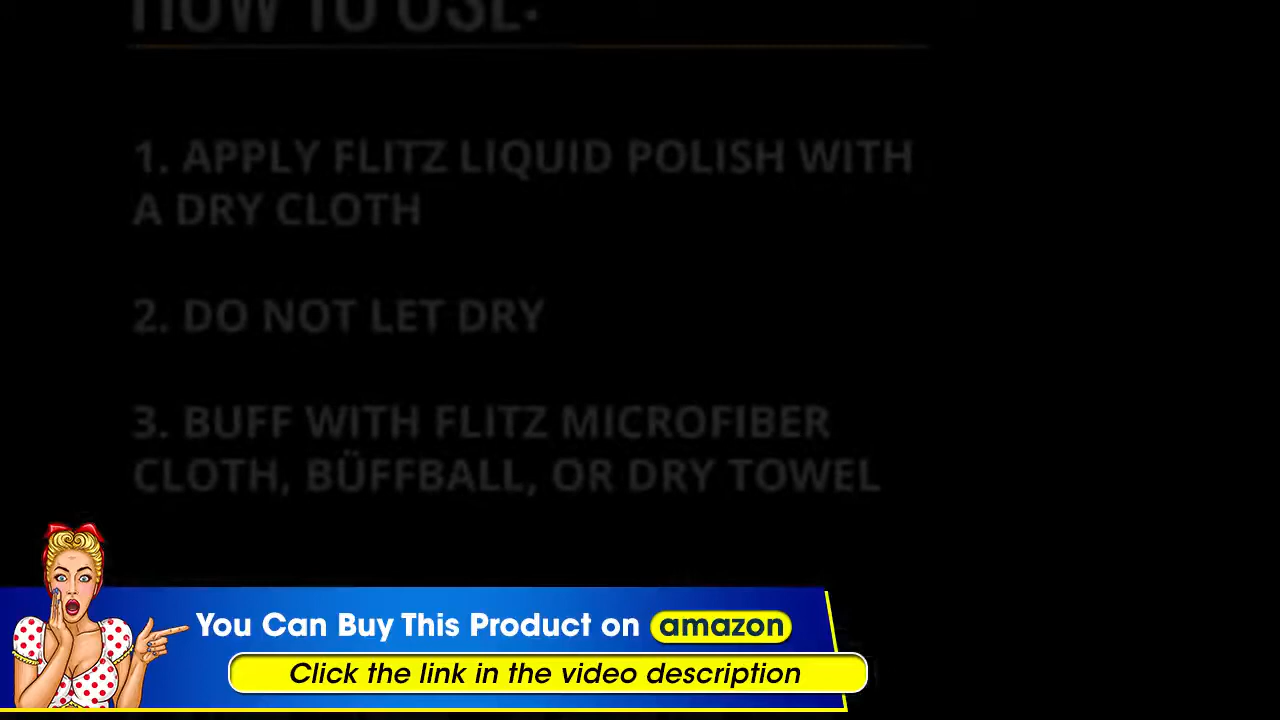 HOW TO USE:
1. APPLY FLITZ LIQUID POLISH WITH
A DRY CLOTH
2. DO NOT LET DRY
3. BUFF WITH FLITZ MICROFIBER
CLOTH, BÜFFBALL, OR DRY TOWEL
You Can Buy This Product on amazon
Click the link in the video description